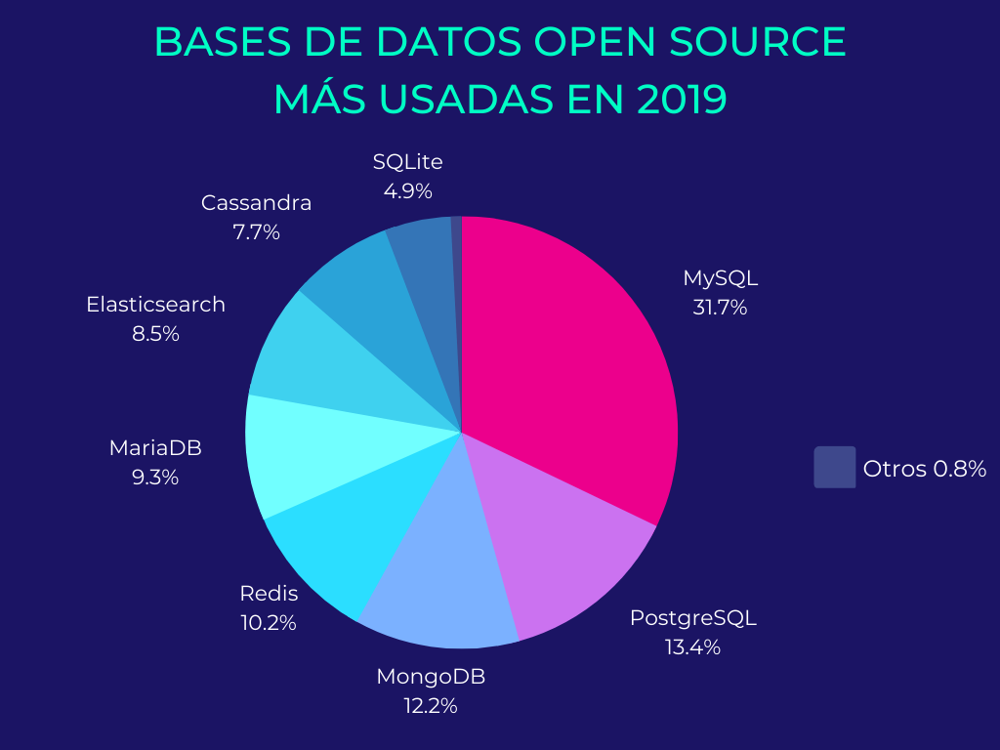 BASES DE DATOS OPEN SOURCE
MÁS USADAS EN 2019
SQLite
4.9%
Cassandra
7.7%
MySQL
31.7%
Elasticsearch
8.5%
MariaDB
9.3%
Otros 0.8%
Redis
10.2%
PostgreSQL
13.4%
MongoDB
12.2%